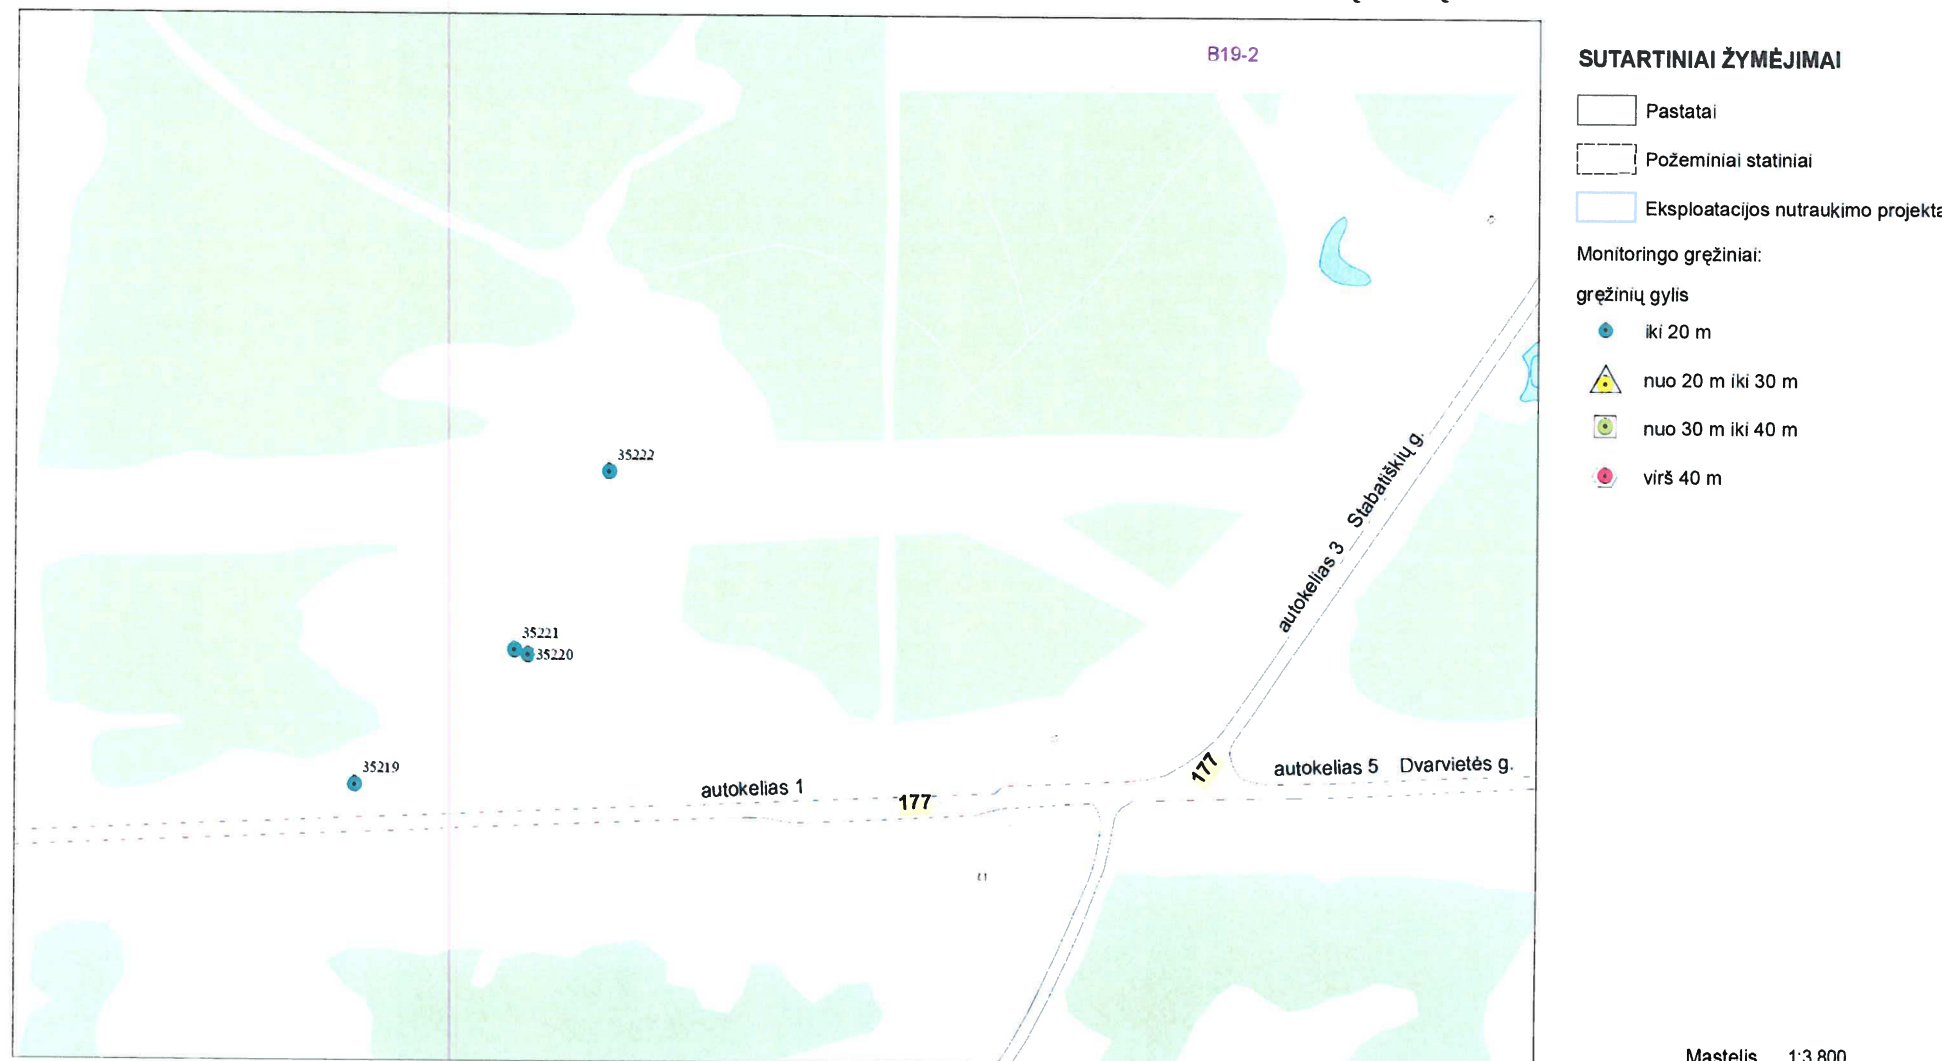 B19-2
35222
35221
35220
35219
autokelias 1
177
177
autokelias 3 Stabatiškių g.
autokelias 5 Dvarvietės g.
SUTARTINIAI ŽYMĖJIMAI
Pastatai
Požeminiai statiniai
Eksploatacijos nutraukimo projekta
Monitoringo gręžiniai:
gręžinių gylis
iki 20 m
nuo 20 m iki 30 m
nuo 30 m iki 40 m
virš 40 m
Mastelis 1:3 800